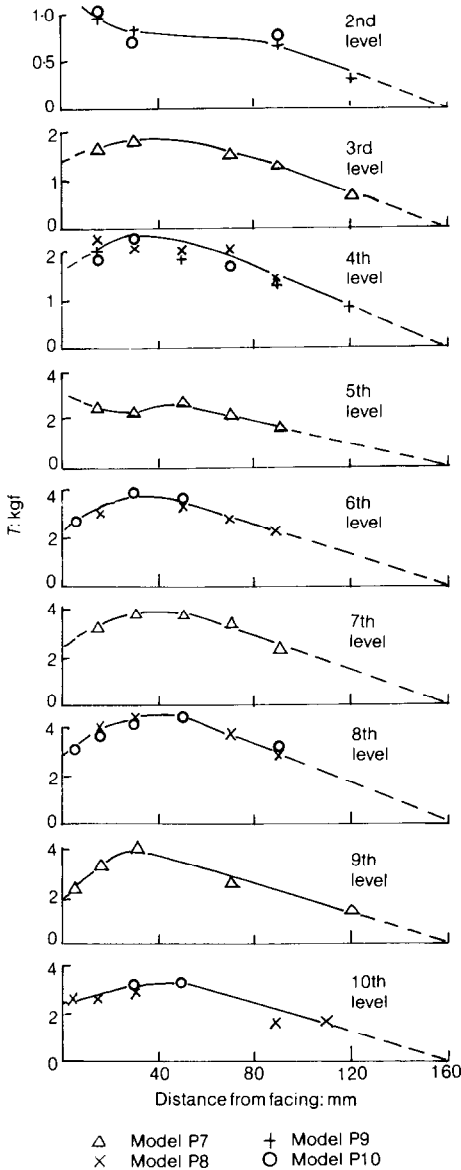 1·0
0·5
0
2nd
level
2
1
0
3rd
level
2
1
0
4th
level
4
2
0
5th
level
4
2
0
6th
level
4
2
0
7th
level
4
2
0
8th
level
4
2
0
9th
level
4
2
0
10th
level
T: kgf
0 40 80 120 160
Distance from facing: mm
△ Model P7 + Model P9
× Model P8 O Model P10